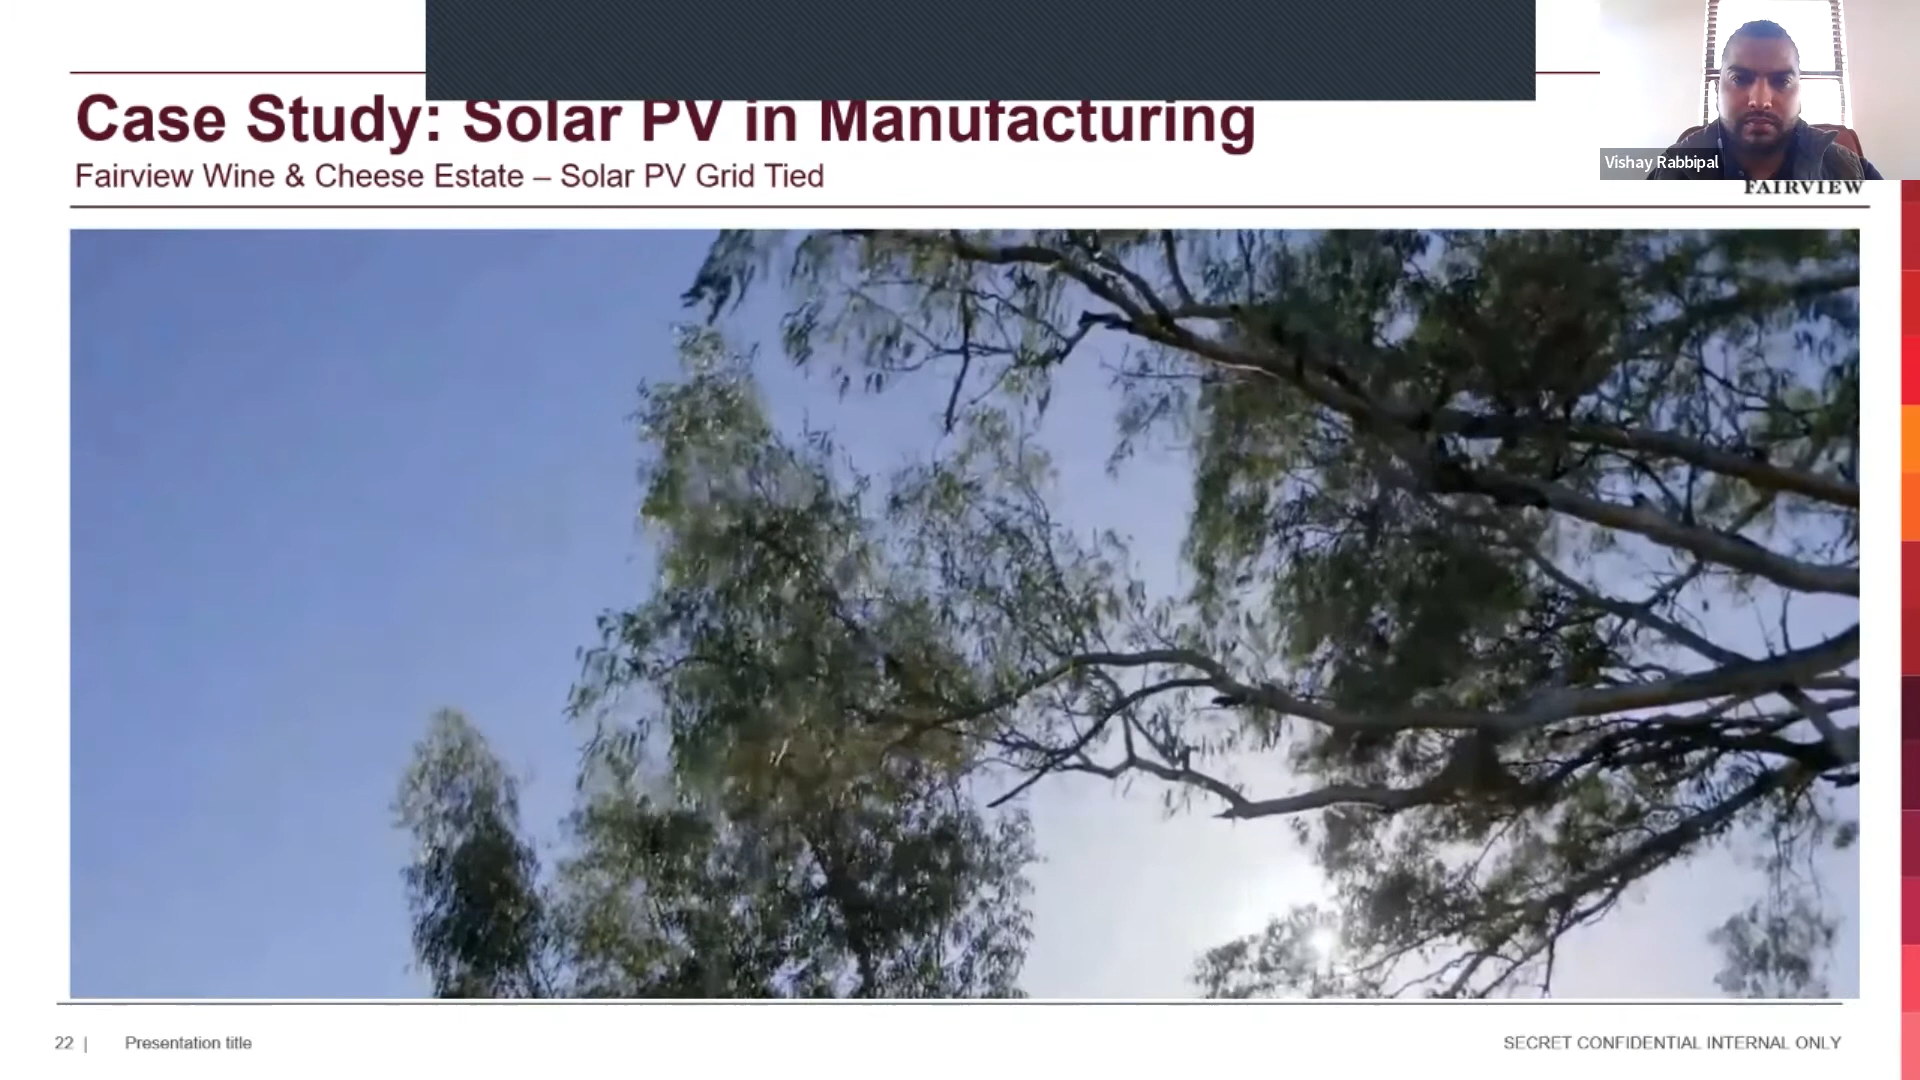 Case Study: Solar PV in Manufacturing
Fairview Wine & Cheese Estate – Solar PV Grid Tied
Vishay Rabbipal
FAIRVIEW
22 |
Presentation title
SECRET CONFIDENTIAL INTERNAL ONLY